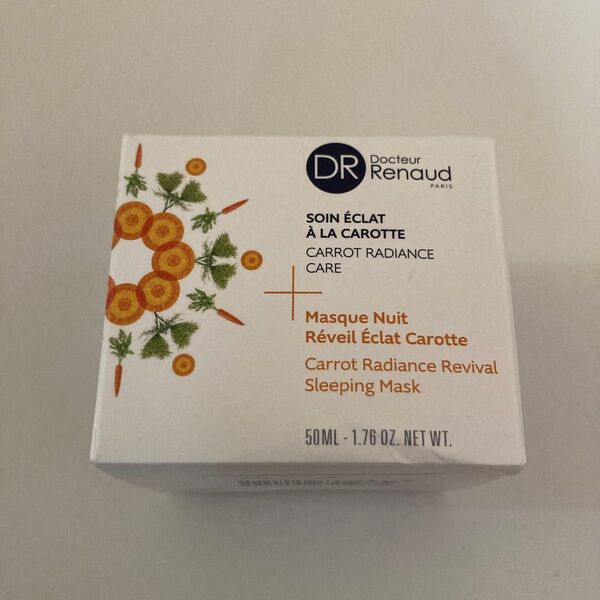 DR Docteur
Renaud
PARIS
SOIN ÉCLAT
À LA CAROTTE
CARROT RADIANCE
CARE
Masque Nuit
Réveil Éclat Carotte
Carrot Radiance Revival
Sleeping Mask
50ML - 1.76 OZ. NET WT.